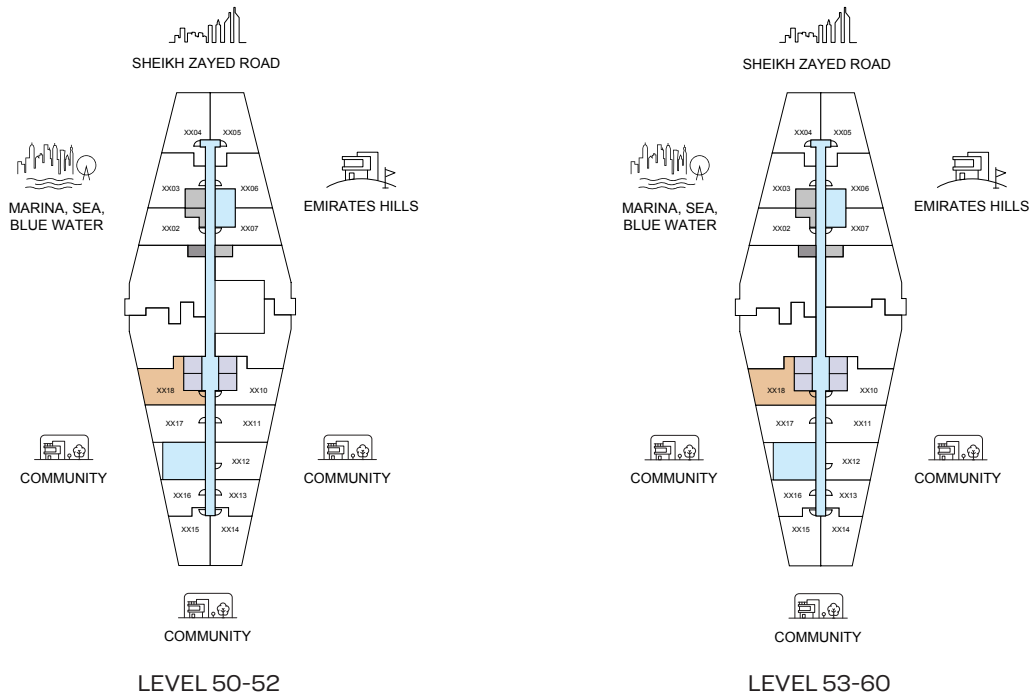 SHEIKH ZAYED ROAD
XX04 XX05
XX03 XX06
MARINA, SEA,
BLUE WATER
EMIRATES HILLS
XX02 XX07
XX18 XX10
XX17 XX11
XX12
COMMUNITY
COMMUNITY
XX16 XX13
XX15 XX14
COMMUNITY
LEVEL 50-52
SHEIKH ZAYED ROAD
XX04 XX05
XX03 XX06
MARINA, SEA,
BLUE WATER
EMIRATES HILLS
XX02 XX07
XX18 XX10
XX17 XX11
XX12
COMMUNITY
COMMUNITY
XX16 XX13
XX15 XX14
COMMUNITY
LEVEL 53-60